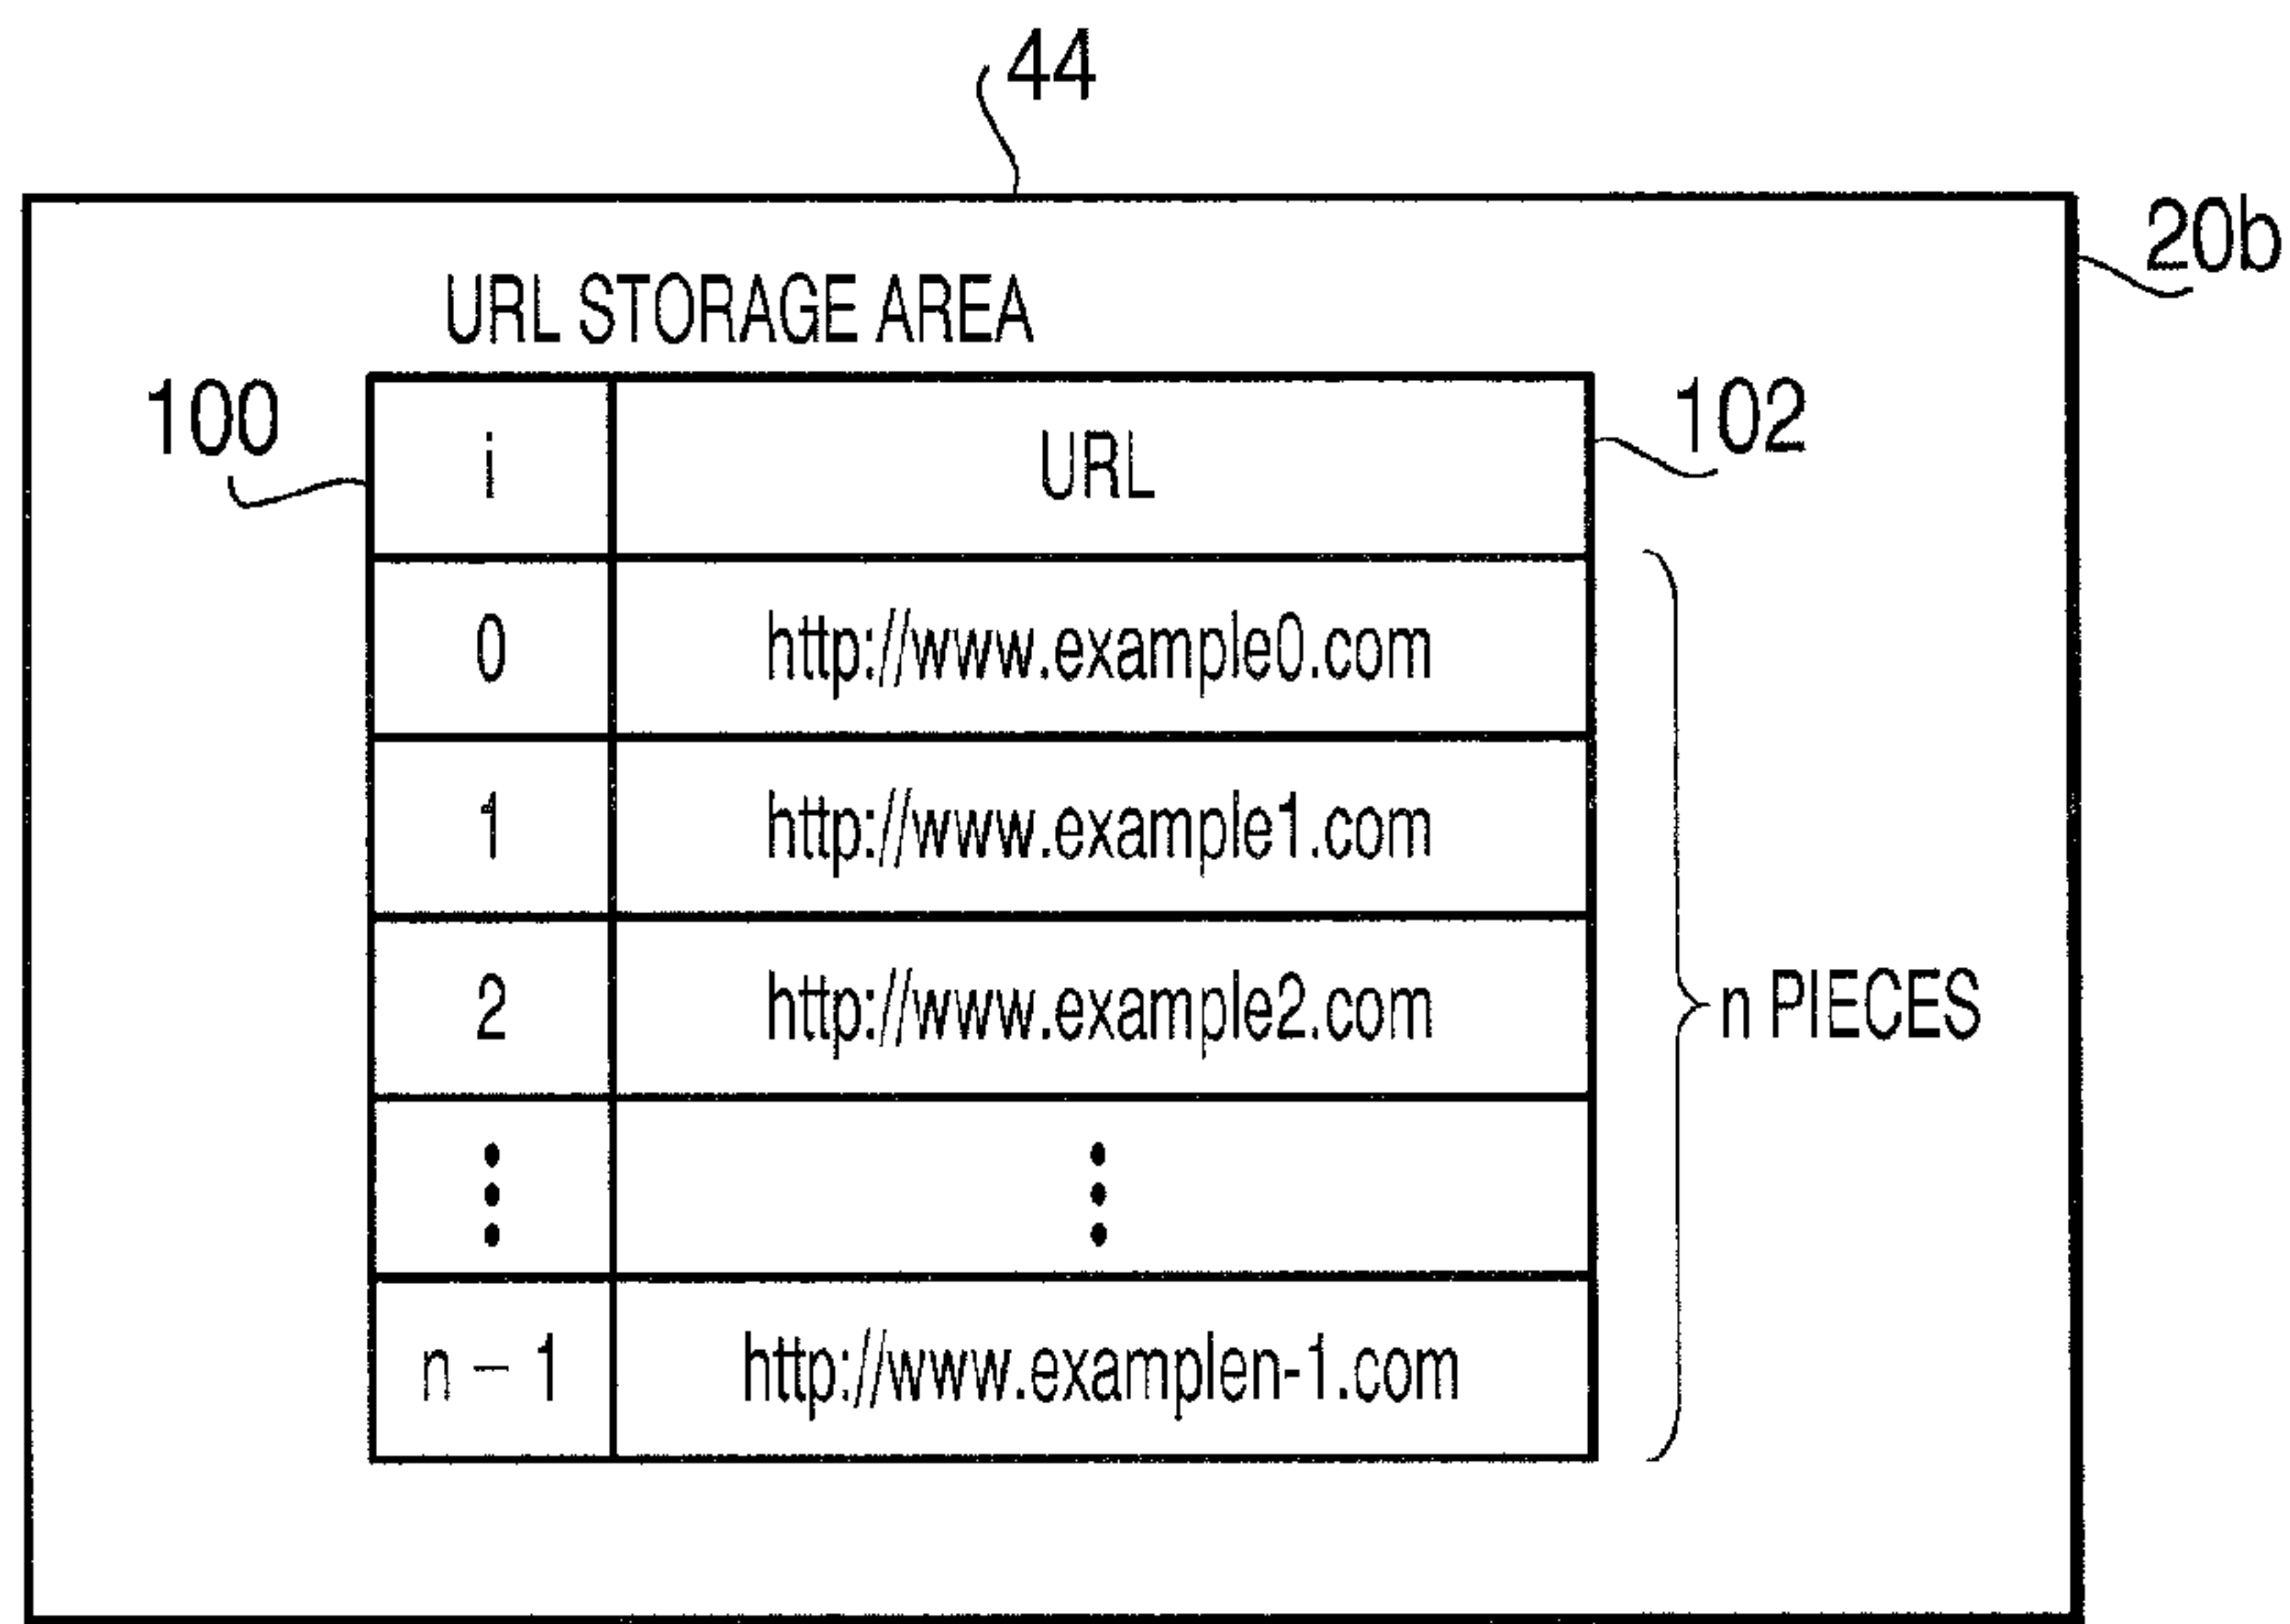 44
20b
URL STORAGE AREA
100
102
i URL
0 http://www.example0.com
1 http://www.example1.com
2 http://www.example2.com
n PIECES
n – 1 http://www.examplen-1.com